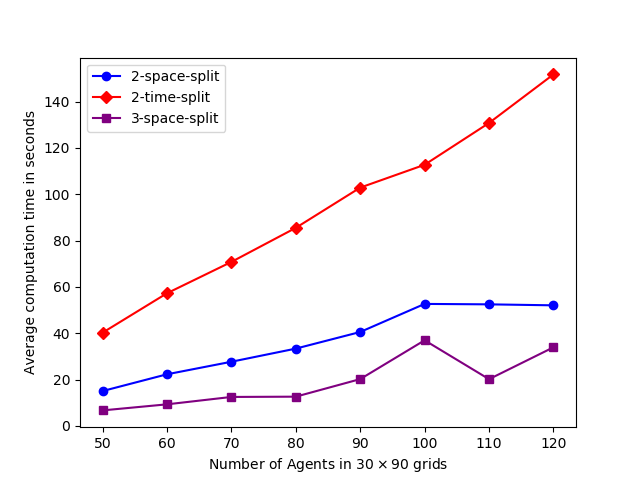 2-space-split
2-time-split
3-space-split
Average computation time in seconds
140
120
100
80
60
40
20
0
50 60 70 80 90 100 110 120
Number of Agents in 30 × 90 grids